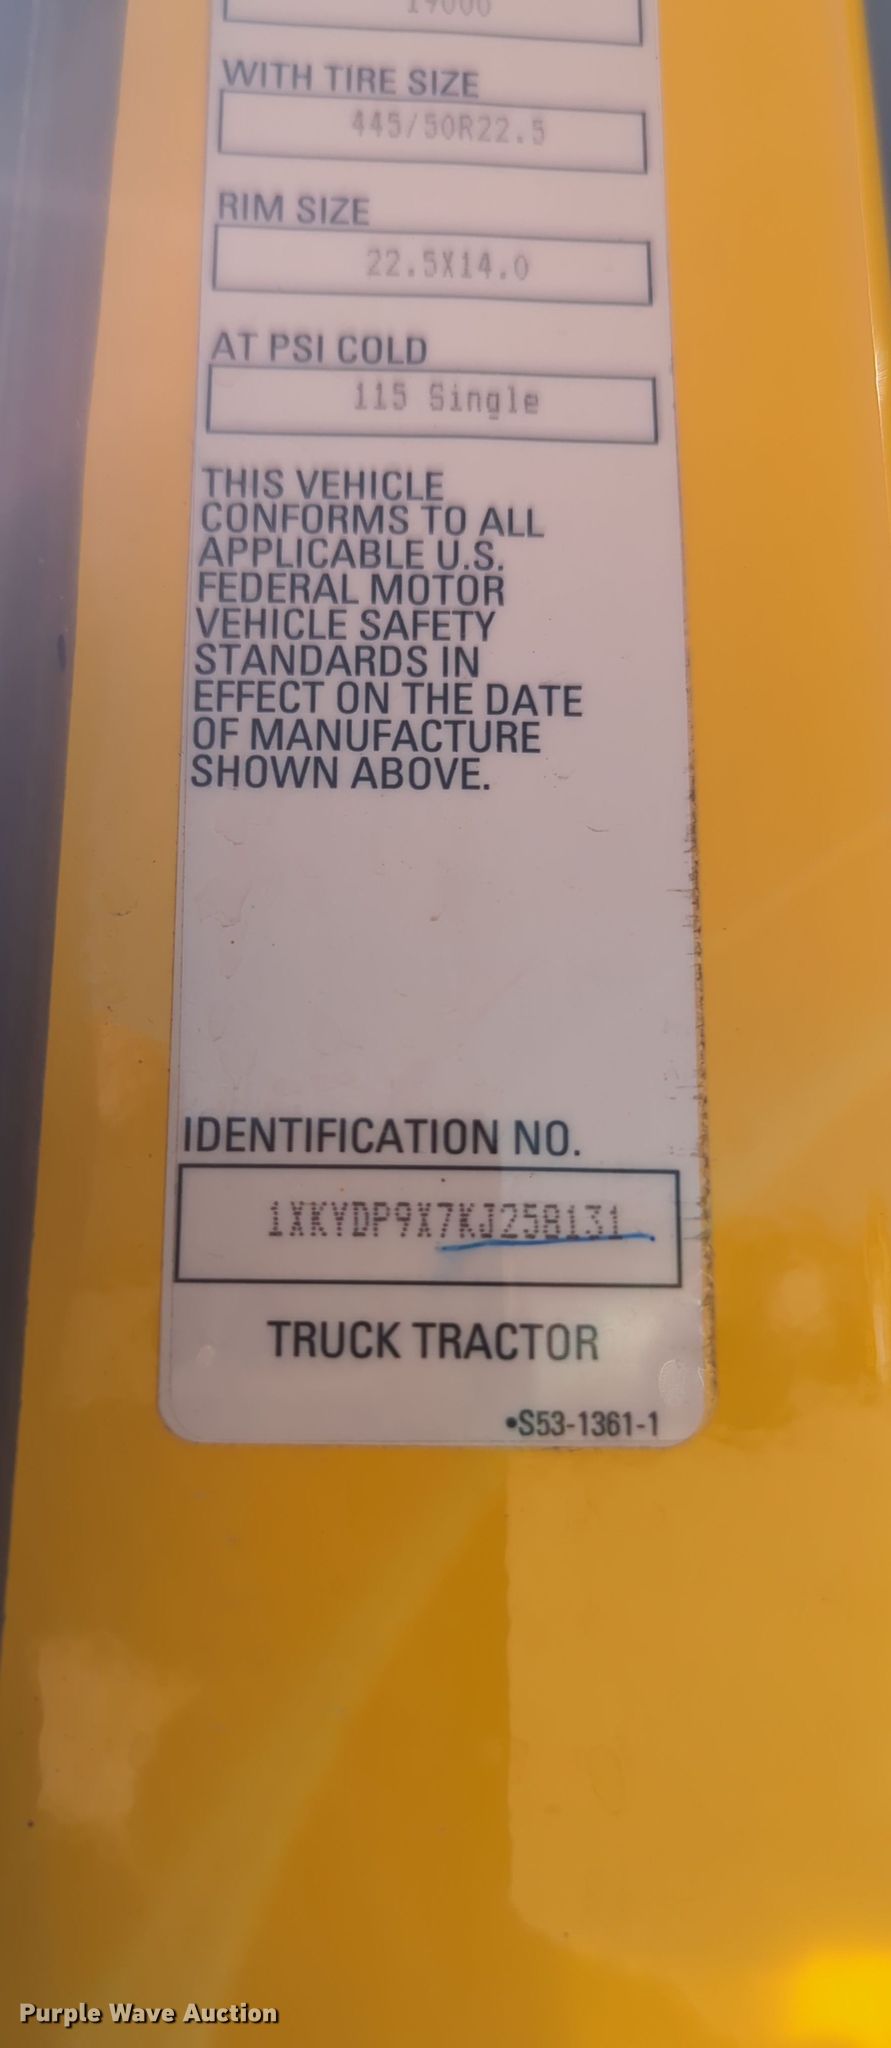 19000
WITH TIRE SIZE
445/50R22.5
RIM SIZE
22.5X14.0
AT PSI COLD
115 Single
THIS VEHICLE
CONFORMS TO ALL
APPLICABLE U.S.
FEDERAL MOTOR
VEHICLE SAFETY
STANDARDS IN
EFFECT ON THE DATE
OF MANUFACTURE
SHOWN ABOVE.
IDENTIFICATION NO.
1XKYDP9X7KJ258131
TRUCK TRACTOR
•S53-1361-1
Purple Wave Auction